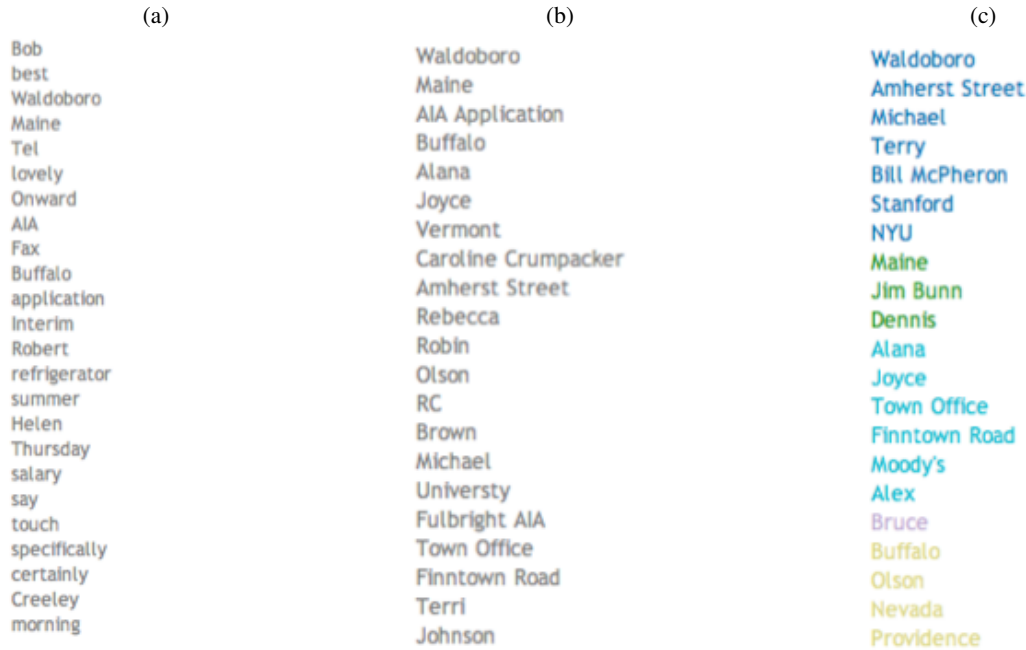 (a)
Bob
best
Waldoboro
Maine
Tel
lovely
Onward
AIA
Fax
Buffalo
application
Interim
Robert
refrigerator
summer
Helen
Thursday
salary
say
touch
specifically
certainly
Creeley
morning
(b)
Waldoboro
Maine
AIA Application
Buffalo
Alana
Joyce
Vermont
Caroline Crumpacker
Amherst Street
Rebecca
Robin
Olson
RC
Brown
Michael
Universty
Fulbright AIA
Town Office
Finntown Road
Terri
Johnson
(c)
Waldoboro
Amherst Street
Michael
Terry
Bill McPheron
Stanford
NYU
Maine
Jim Bunn
Dennis
Alana
Joyce
Town Office
Finntown Road
Moody's
Alex
Bruce
Buffalo
Olson
Nevada
Providence